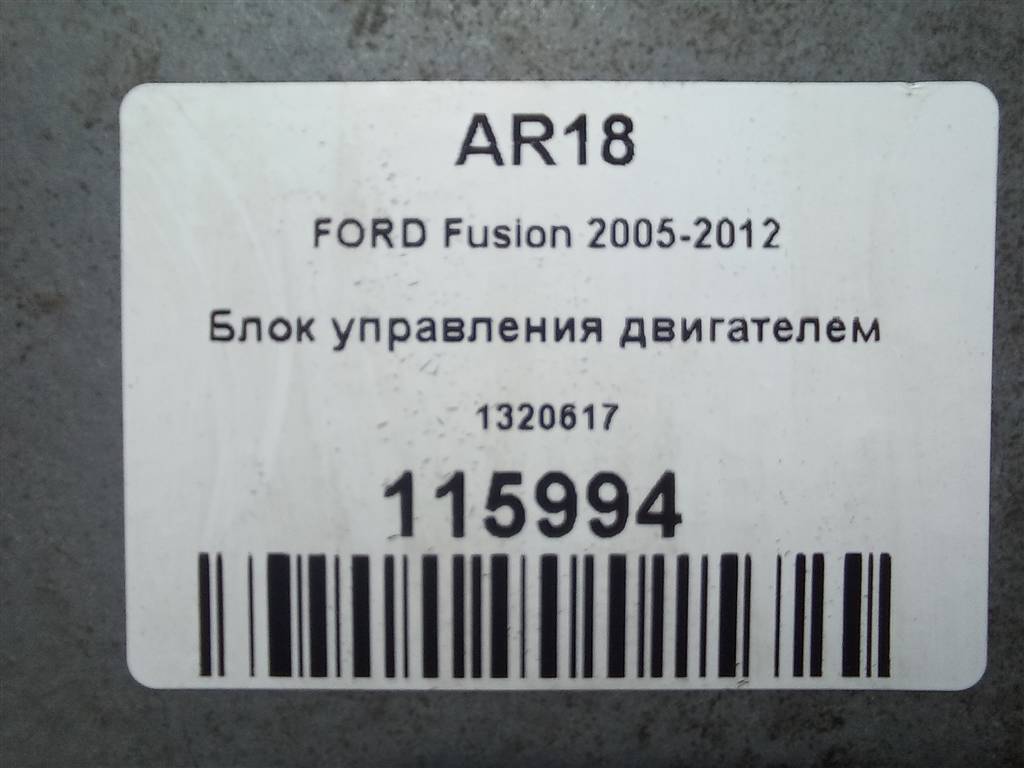 AR18
FORD Fusion 2005-2012
Блок управления двигателем
1320617
115994